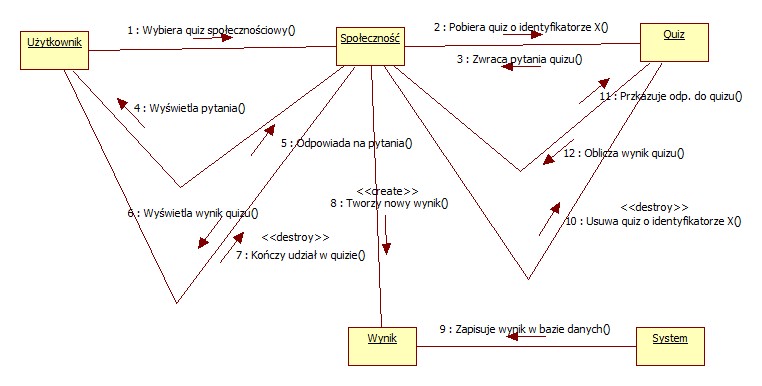 1 : Wybiera quiz społecznościowy()
2 : Pobiera quiz o identyfikatorze X()
Użytkownik
Społeczność
Quiz
3 : Zwraca pytania quizu()
4 : Wyświetla pytania()
11 : Przkazuje odp. do quizu()
5 : Odpowiada na pytania()
12 : Oblicza wynik quizu()
<<create>>
8 : Tworzy nowy wynik()
6 : Wyświetla wynik quizu()
<<destroy>>
10 : Usuwa quiz o identyfikatorze X()
<<destroy>>
7 : Kończy udział w quizie()
9 : Zapisuje wynik w bazie danych()
Wynik
System